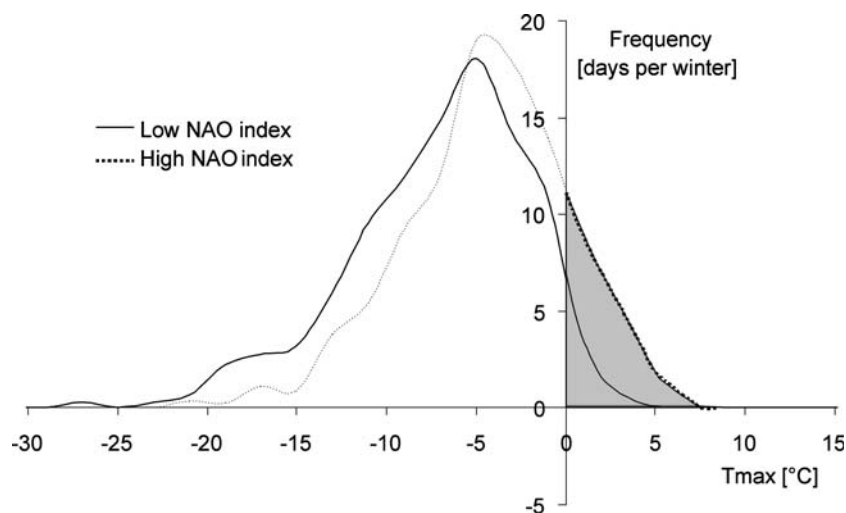 20
Frequency
[days per winter]
15
Low NAO index
High NAO index
10
5
0
-30 -25 -20 -15 -10 -5 0 5 10 15
Tmax [°C]
-5